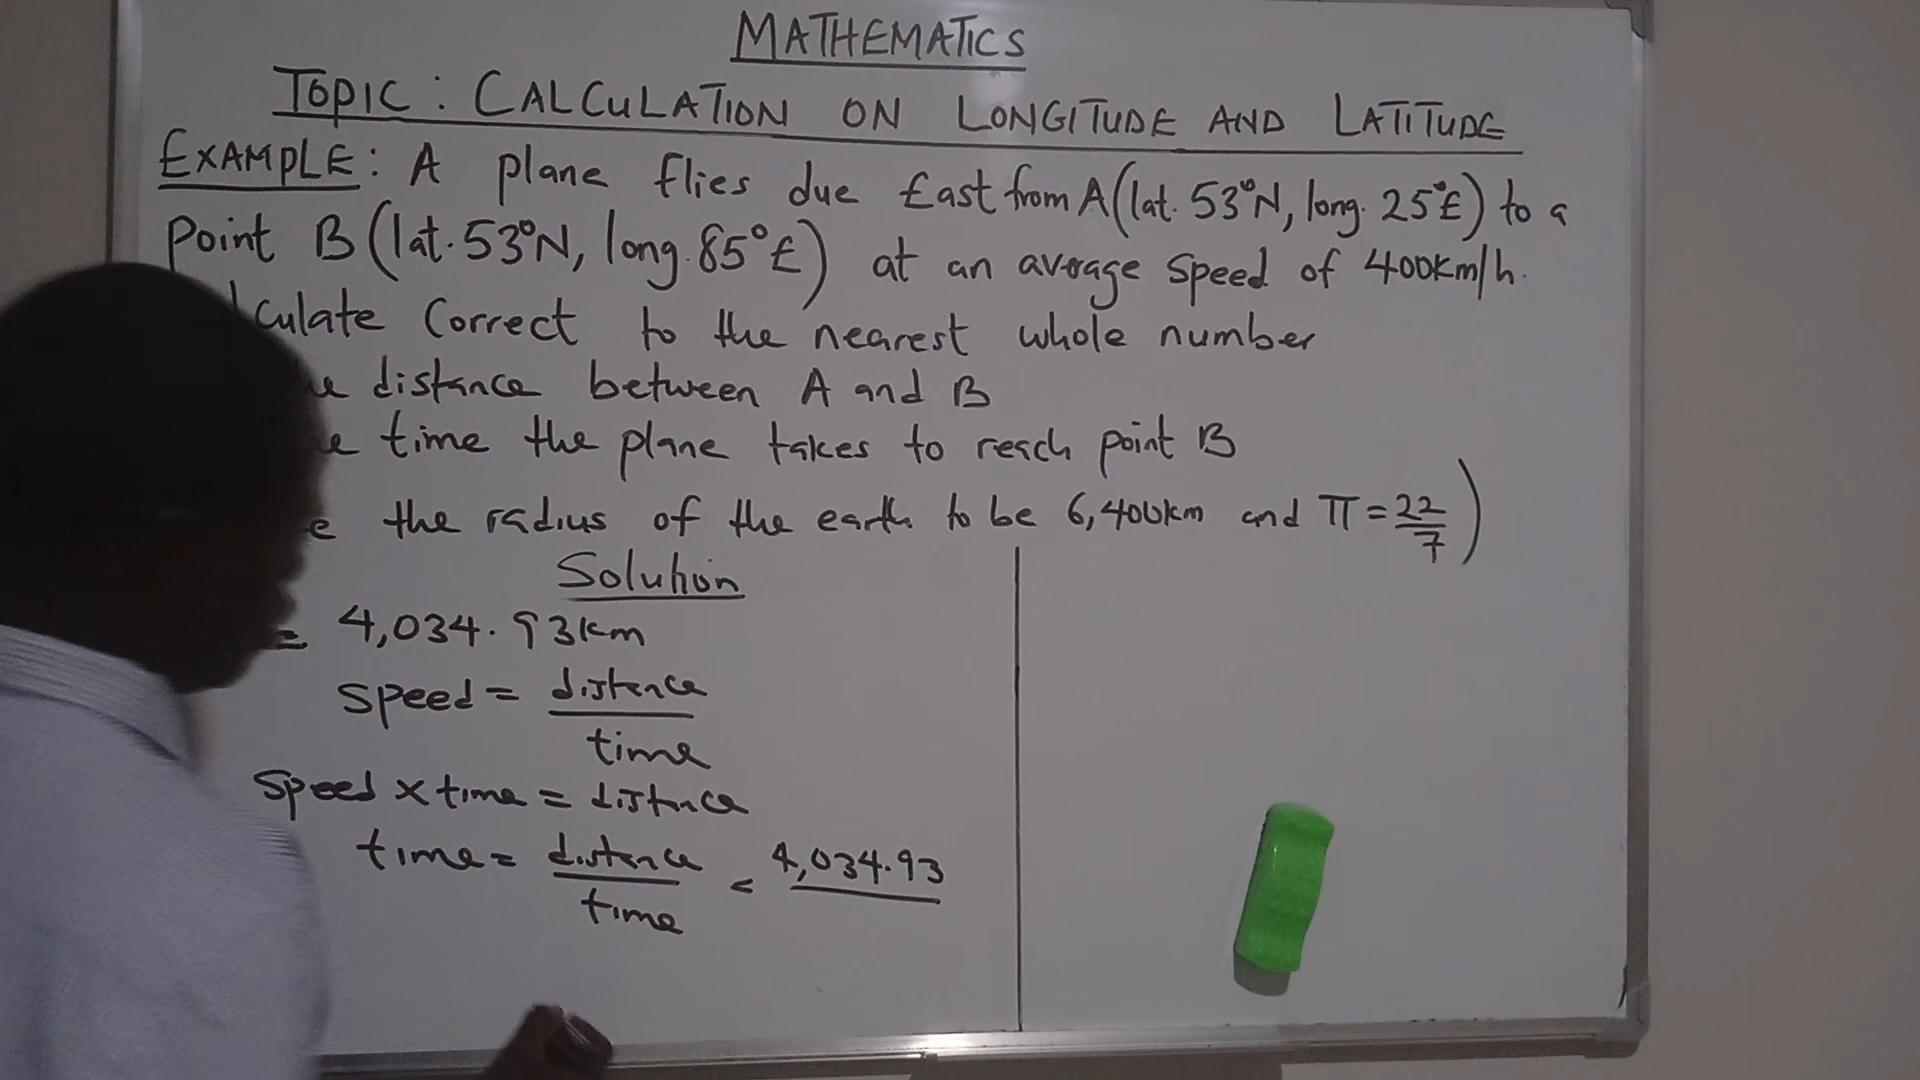 MATHEMATICS
TOPIC: CALCULATION ON LONGITUDE AND LATITUDE
EXAMPLE: A plane flies due East from A(lat. 53°N, long. 25°E) to a
point B (lat. 53°N, long. 85°E) at an average speed of 400km/h.
culate correct to the nearest whole number
distance between A and B
time the plane takes to reach point B
the radius of the earth to be 6,400km and π = 22/7)
Solution
= 4,034.93km
speed = distance/time
speed × time = distance
time = distance/time = 4,034.93